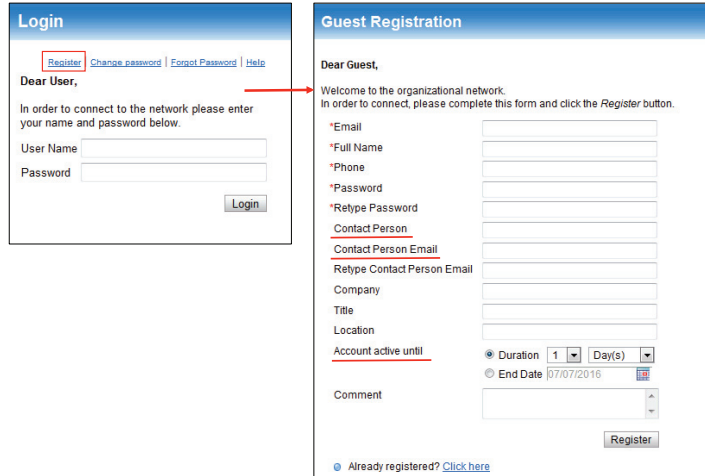 Login
Register | Change password | Forgot Password | Help
Dear User,
In order to connect to the network please enter
your name and password below.
User Name
Password
Login
Guest Registration
Dear Guest,
Welcome to the organizational network.
In order to connect, please complete this form and click the Register button.
*Email
*Full Name
*Phone
*Password
*Retype Password
Contact Person
Contact Person Email
Retype Contact Person Email
Company
Title
Location
Account active until
Duration 1 Day(s)
End Date 07/07/2016
Comment
Register
Already registered? Click here